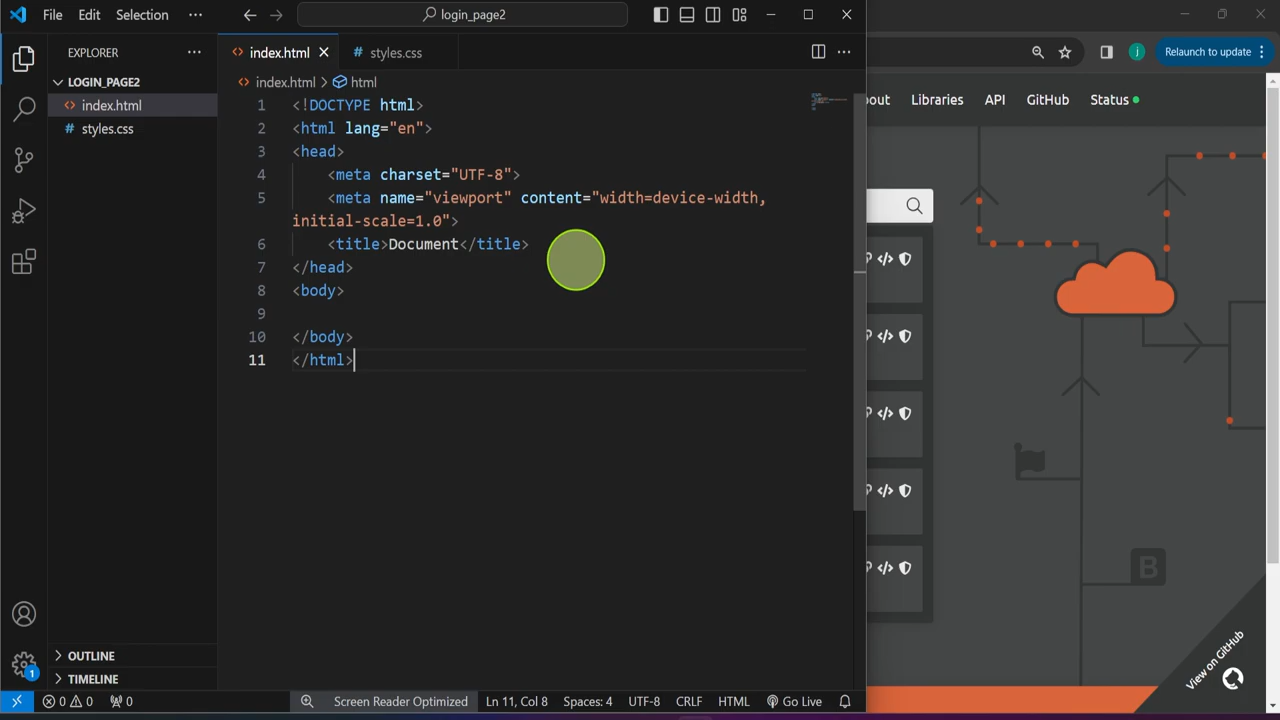 File Edit Selection ··· login_page2
EXPLORER ···
LOGIN_PAGE2
index.html
styles.css
OUTLINE
TIMELINE
index.html styles.css ···
index.html > html
1 <!DOCTYPE html>
2 <html lang="en">
3 <head>
4 <meta charset="UTF-8">
5 <meta name="viewport" content="width=device-width,
initial-scale=1.0">
6 <title>Document</title>
7 </head>
8 <body>
9
10 </body>
11 </html>
1
0 0 0 Screen Reader Optimized Ln 11, Col 8 Spaces: 4 UTF-8 CRLF HTML Go Live
j Relaunch to update
out Libraries API GitHub Status
B
View on GitHub